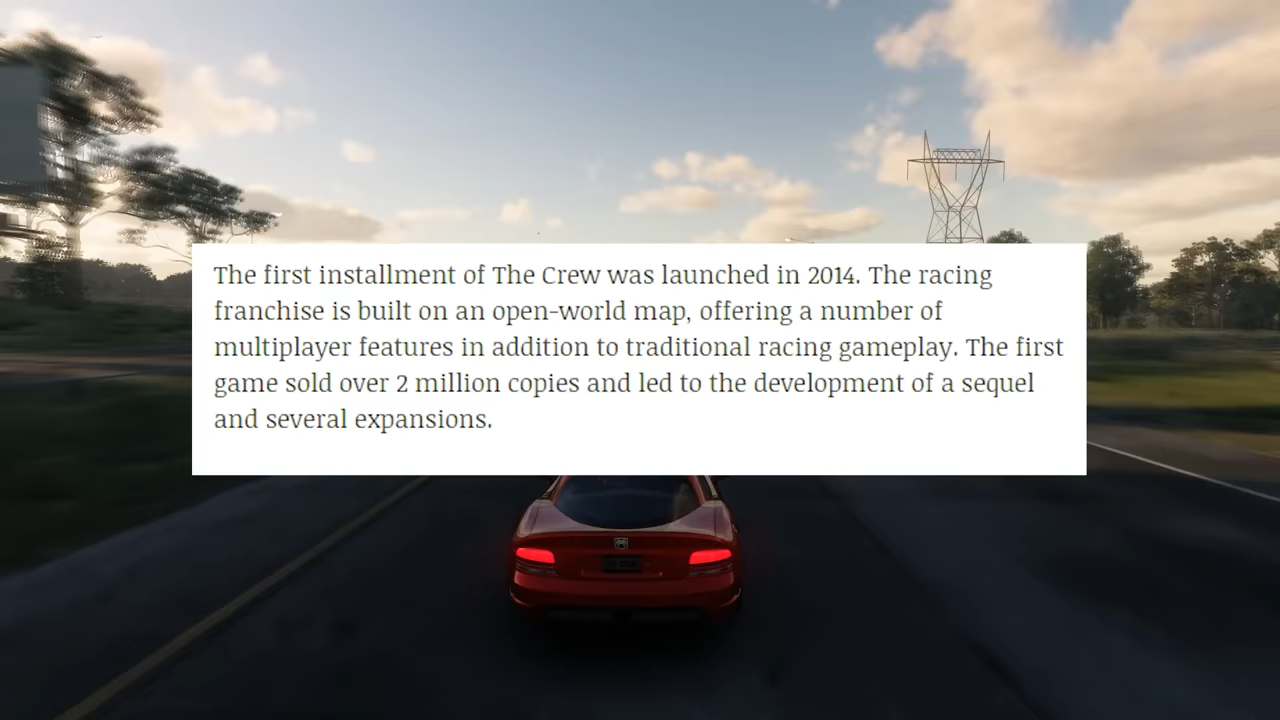 The first installment of The Crew was launched in 2014. The racing
franchise is built on an open-world map, offering a number of
multiplayer features in addition to traditional racing gameplay. The first
game sold over 2 million copies and led to the development of a sequel
and several expansions.